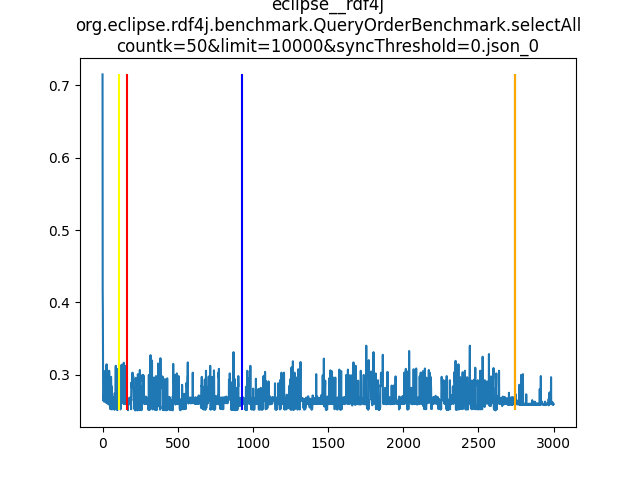 eclipse__rdf4j
org.eclipse.rdf4j.benchmark.QueryOrderBenchmark.selectAll
countk=50&limit=10000&syncThreshold=0.json_0
0.7
0.6
0.5
0.4
0.3
0 500 1000 1500 2000 2500 3000